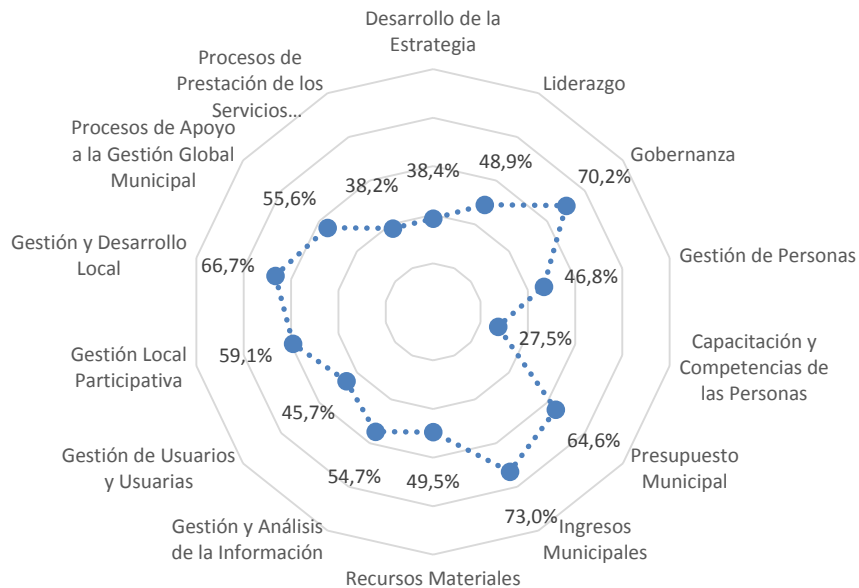 Desarrollo de la
Estrategia
Liderazgo
Gobernanza
Gestión de Personas
Capacitación y
Competencias de
las Personas
Presupuesto
Municipal
Ingresos
Municipales
Recursos Materiales
Gestión y Análisis
de la Información
Gestión de Usuarios
y Usuarias
Gestión Local
Participativa
Gestión y Desarrollo
Local
Procesos de Apoyo
a la Gestión Global
Municipal
Procesos de
Prestación de los
Servicios...
38,4%
48,9%
70,2%
46,8%
27,5%
64,6%
73,0%
49,5%
54,7%
45,7%
59,1%
66,7%
55,6%
38,2%